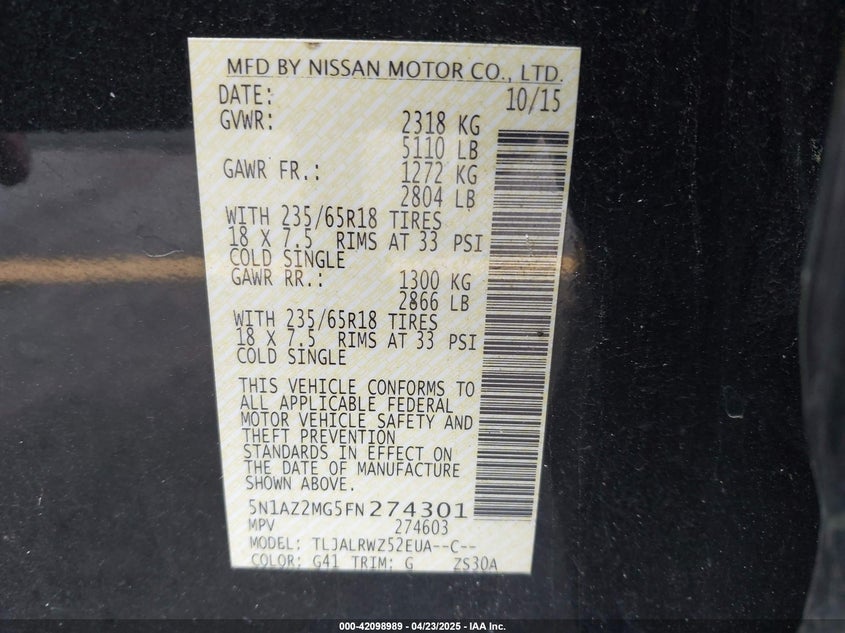 MFD BY NISSAN MOTOR CO., LTD.
DATE: 10/15
GVWR: 2318 KG
5110 LB
GAWR FR.: 1272 KG
2804 LB
WITH 235/65R18 TIRES
18 X 7.5 RIMS AT 33 PSI
COLD SINGLE
GAWR RR.: 1300 KG
2866 LB
WITH 235/65R18 TIRES
18 X 7.5 RIMS AT 33 PSI
COLD SINGLE
THIS VEHICLE CONFORMS TO
ALL APPLICABLE FEDERAL
MOTOR VEHICLE SAFETY AND
THEFT PREVENTION
STANDARDS IN EFFECT ON
THE DATE OF MANUFACTURE
SHOWN ABOVE.
5N1AZ2MG5FN274301
MPV 274603
MODEL: TLJALRWZ52EUA--C--
COLOR: G41 TRIM: G ZS30A
000-42098989 - 04/23/2025 - IAA Inc.